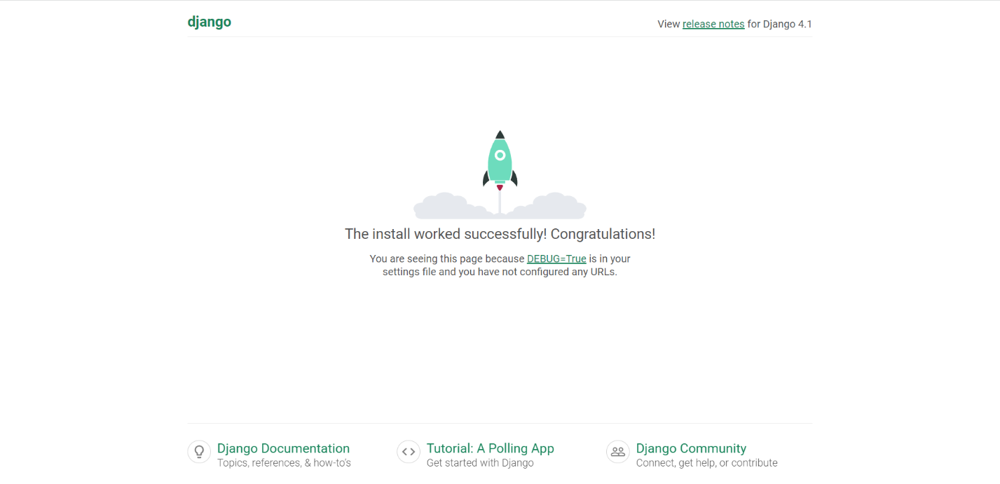 django
View release notes for Django 4.1
The install worked successfully! Congratulations!
You are seeing this page because DEBUG=True is in your
settings file and you have not configured any URLs.
Django Documentation
Topics, references, & how-to's
Tutorial: A Polling App
Get started with Django
Django Community
Connect, get help, or contribute